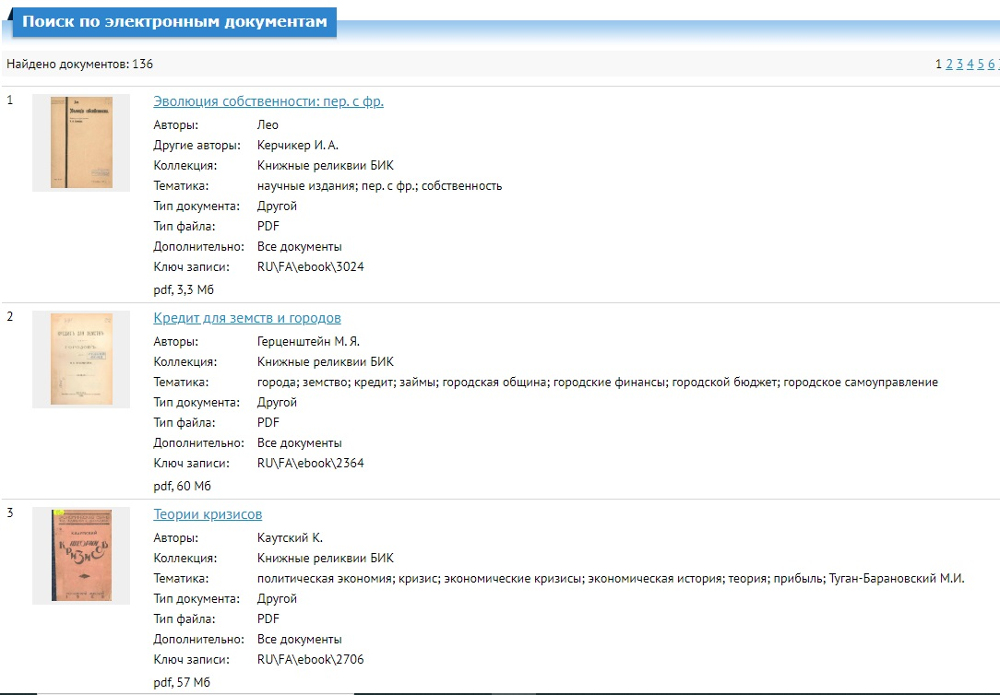 Поиск по электронным документам
Найдено документов: 136
1 2 3 4 5 6
1
Эволюция собственности: пер. с фр.
Авторы: Лео
Другие авторы: Керчикер И. А.
Коллекция: Книжные реликвии БИК
Тематика: научные издания; пер. с фр.; собственность
Тип документа: Другой
Тип файла: PDF
Дополнительно: Все документы
Ключ записи: RU\FA\ebook\3024
pdf, 3,3 Мб
2
Кредит для земств и городов
Авторы: Герценштейн М. Я.
Коллекция: Книжные реликвии БИК
Тематика: города; земство; кредит; займы; городская община; городские финансы; городской бюджет; городское самоуправление
Тип документа: Другой
Тип файла: PDF
Дополнительно: Все документы
Ключ записи: RU\FA\ebook\2364
pdf, 60 Мб
3
Теории кризисов
Авторы: Каутский К.
Коллекция: Книжные реликвии БИК
Тематика: политическая экономия; кризис; экономические кризисы; экономическая история; теория; прибыль; Туган-Барановский М.И.
Тип документа: Другой
Тип файла: PDF
Дополнительно: Все документы
Ключ записи: RU\FA\ebook\2706
pdf, 57 Мб